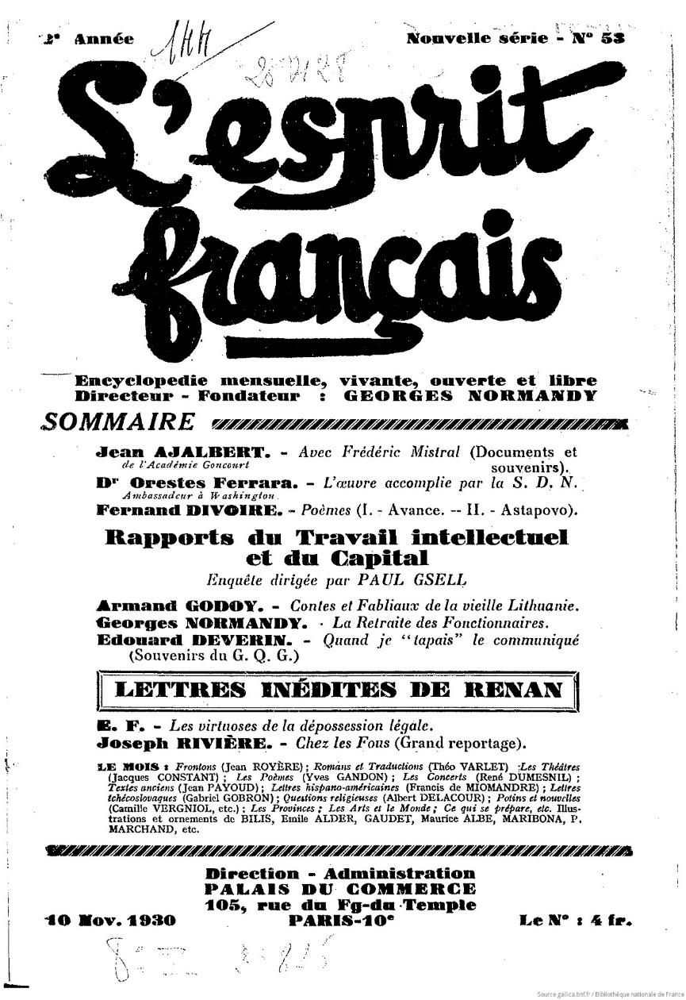 2e Année
144
Nouvelle série - N° 53
L'esprit
français
Encyclopedie mensuelle, vivante, ouverte et libre
Directeur - Fondateur : GEORGES NORMANDY
SOMMAIRE
Jean AJALBERT. - Avec Frédéric Mistral (Documents et
de l'Académie Goncourt souvenirs).
Dr Orestes Ferrara. - L'œuvre accomplie par la S. D. N.
Ambassadeur à Washington.
Fernand DIVOIRE. - Poèmes (I. - Avance. -- II. - Astapovo).
Rapports du Travail intellectuel
et du Capital
Enquête dirigée par PAUL GSELL
Armand GODOY. - Contes et Fabliaux de la vieille Lithuanie.
Georges NORMANDY. - La Retraite des Fonctionnaires.
Edouard DEVERIN. - Quand je "tapais" le communiqué
(Souvenirs du G. Q. G.)
LETTRES INÉDITES DE RENAN
E. F. - Les virtuoses de la dépossession légale.
Joseph RIVIÈRE. - Chez les Fous (Grand reportage).
LE MOIS : Frontons (Jean ROYÈRE) ; Romans et Traductions (Théo VARLET) ; Les Théâtres
(Jacques CONSTANT) ; Les Poèmes (Yves GANDON) ; Les Concerts (René DUMESNIL) ;
Textes anciens (Jean PAYOUD) ; Lettres hispano-américaines (Francis de MIOMANDRE) ; Lettres
tchécoslovaques (Gabriel GOBRON) ; Questions religieuses (Albert DELACOUR) ; Potins et nouvelles
(Camille VERGNIOL, etc.) ; Les Provinces ; Les Arts et le Monde ; Ce qui se prépare, etc. Illus-
trations et ornements de BILIS, Emile ALDER, GAUDET, Maurice ALBE, MARIBONA, P.
MARCHAND, etc.
Direction - Administration
PALAIS DU COMMERCE
105, rue du Fg-du-Temple
10 Nov. 1930 PARIS-10e Le N° : 4 fr.
Source gallica.bnf.fr / Bibliothèque nationale de France